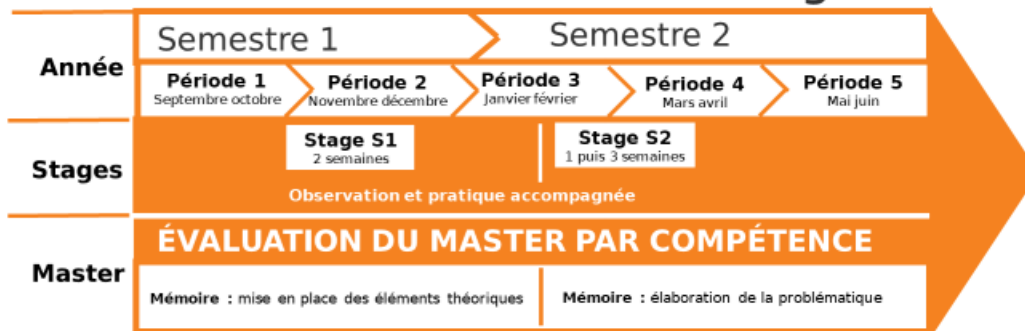 Semestre 1
Semestre 2
Année
Période 1
Septembre octobre
Période 2
Novembre décembre
Période 3
Janvier février
Période 4
Mars avril
Période 5
Mai juin
Stages
Stage S1
2 semaines
Stage S2
1 puis 3 semaines
Observation et pratique accompagnée
Master
ÉVALUATION DU MASTER PAR COMPÉTENCE
Mémoire : mise en place des éléments théoriques
Mémoire : élaboration de la problématique